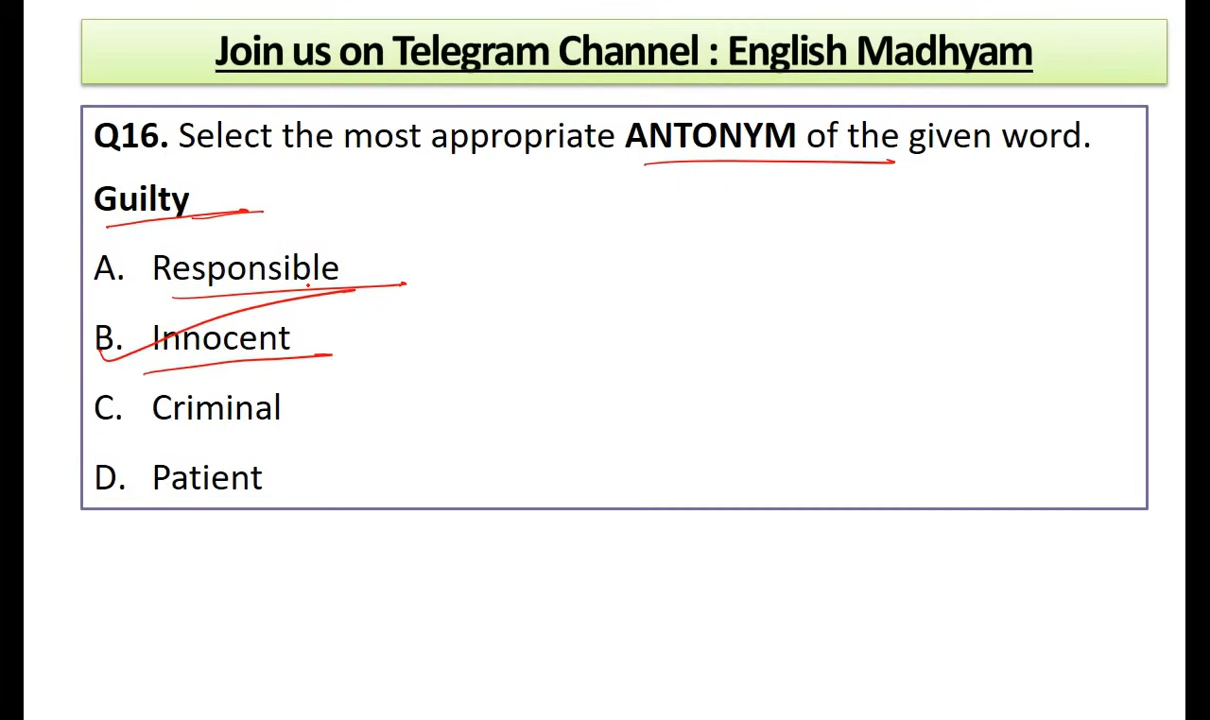 Join us on Telegram Channel : English Madhyam
Q16. Select the most appropriate ANTONYM of the given word.
Guilty
A. Responsible
B. Innocent
C. Criminal
D. Patient